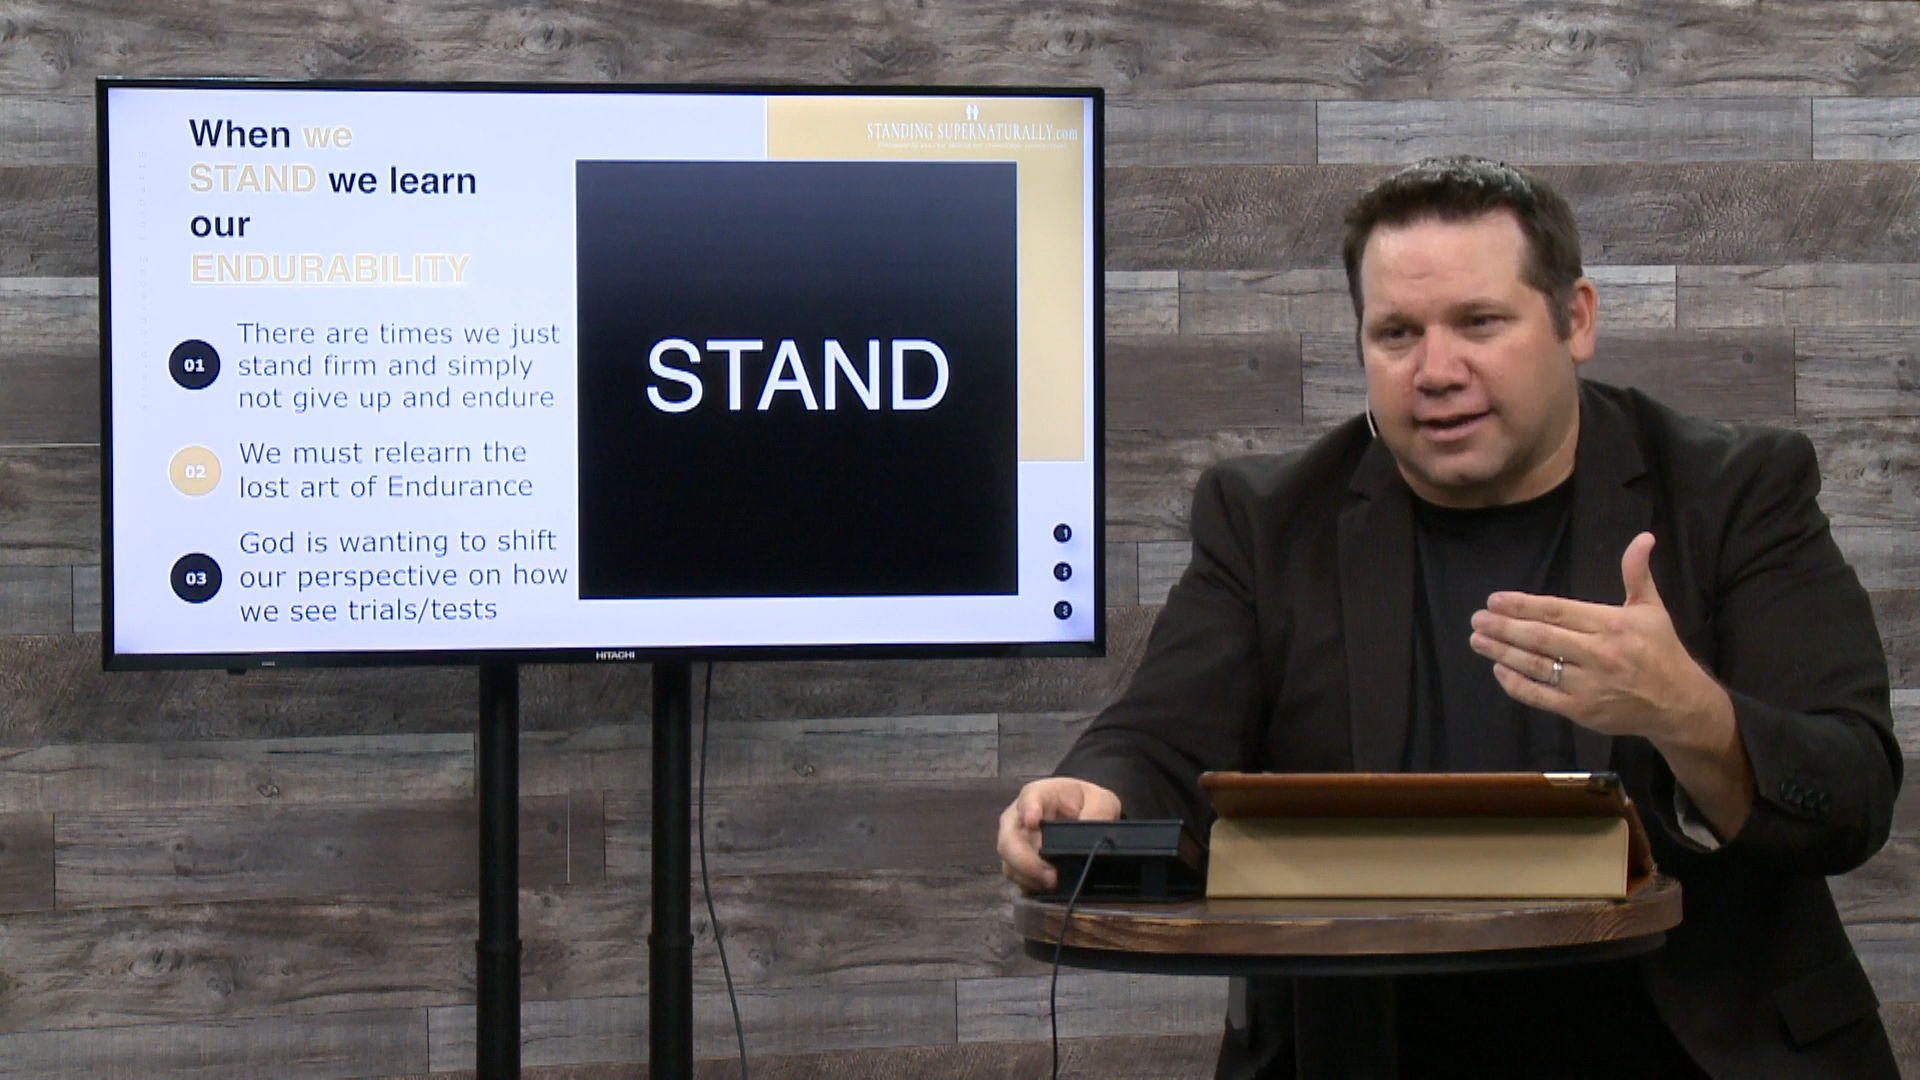 When we
STAND we learn
our
ENDURABILITY
01
There are times we just
stand firm and simply
not give up and endure
02
We must relearn the
lost art of Endurance
03
God is wanting to shift
our perspective on how
we see trials/tests
STANDING SUPERNATURALLY.com
STAND
HITACHI